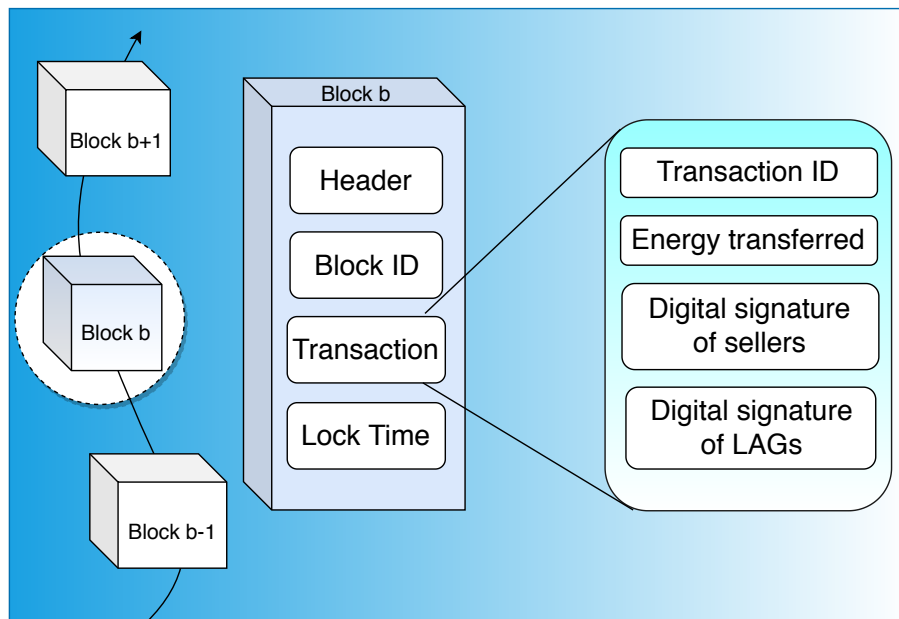 Block b+1
Block b
Block b-1
Block b
Header
Block ID
Transaction
Lock Time
Transaction ID
Energy transferred
Digital signature
of sellers
Digital signature
of LAGs